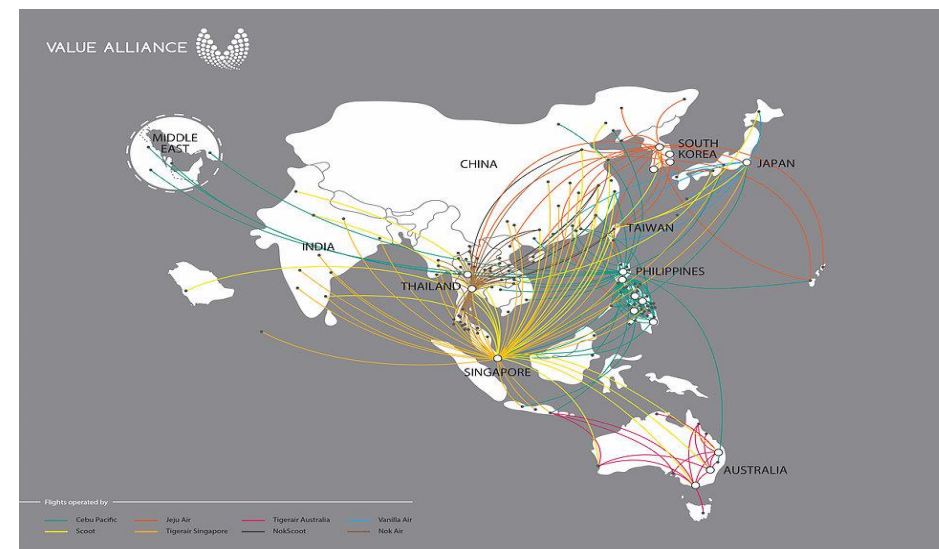 VALUE ALLIANCE
MIDDLE
EAST
CHINA
SOUTH
KOREA
JAPAN
TAIWAN
INDIA
PHILIPPINES
THAILAND
SINGAPORE
AUSTRALIA
Flights operated by
Cebu Pacific Jeju Air Tigerair Australia Vanilla Air
Scoot Tigerair Singapore NokScoot Nok Air